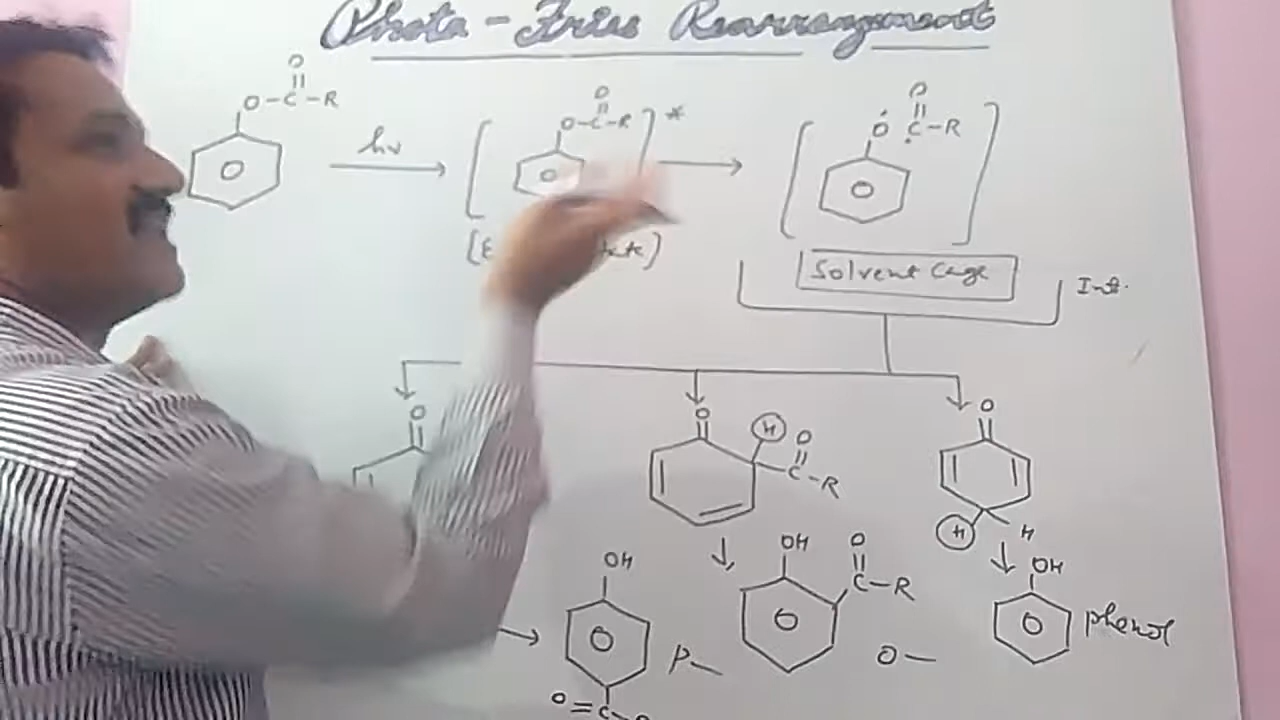 Photo - Fries Rearrangement
O
O-C-R
hν
O
O-C-R
*
O
O C-R
Solvent Cage
Int.
O
O
H
O
C-R
O
H
H
OH
OH
O
C-R
OH
phenol
P-
O-
O=C-